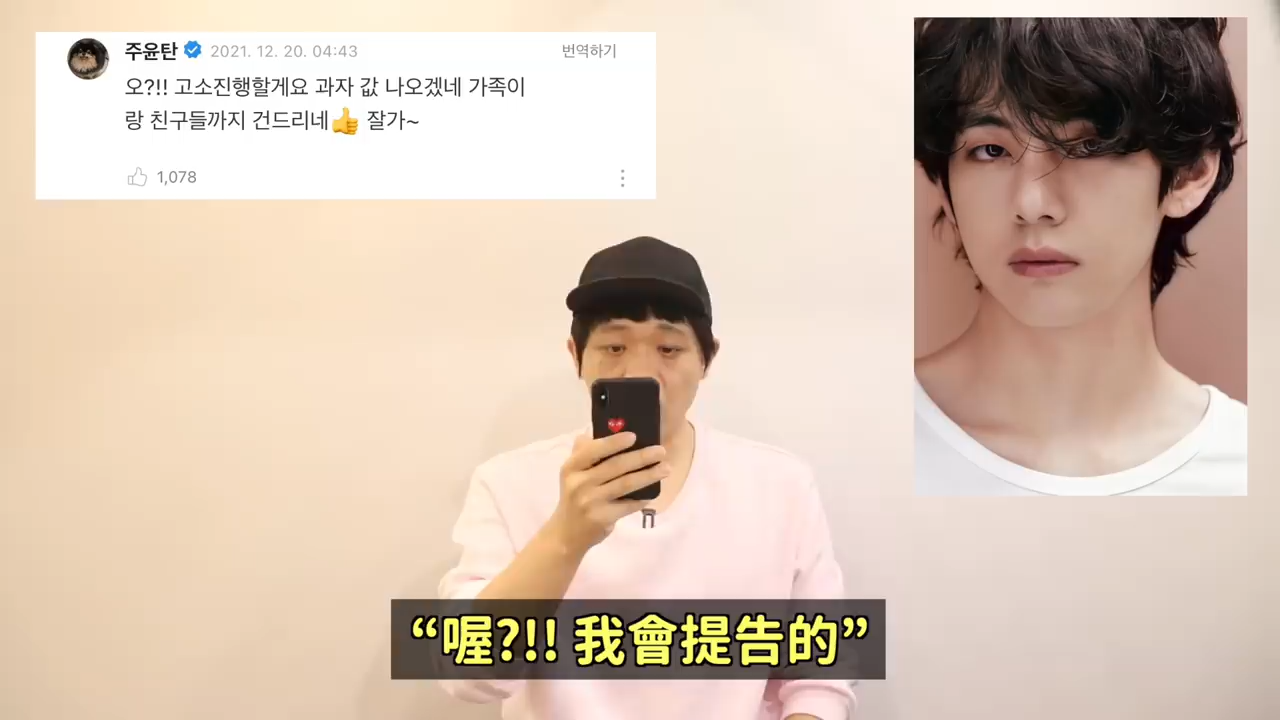 주윤탄 2021. 12. 20. 04:43 번역하기
오?!! 고소진행할게요 과자 값 나오겠네 가족이
랑 친구들까지 건드리네👍 잘가~
1,078
“喔?!! 我會提告的”